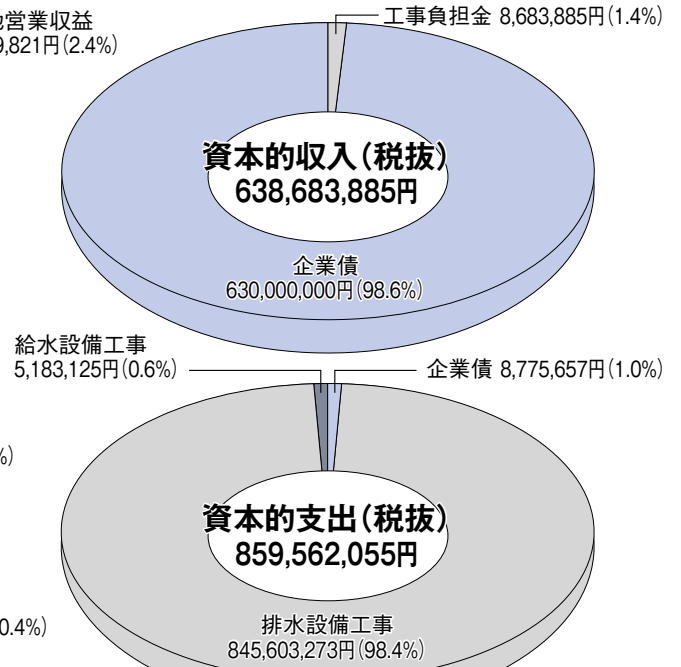 営業収益
9,821円(2.4%)
工事負担金 8,683,885円(1.4%)
資本的収入(税抜)
638,683,885円
企業債
630,000,000円(98.6%)
給水設備工事
5,183,125円(0.6%)
企業債 8,775,657円(1.0%)
%)
資本的支出(税抜)
859,562,055円
0.4%)
排水設備工事
845,603,273円(98.4%)